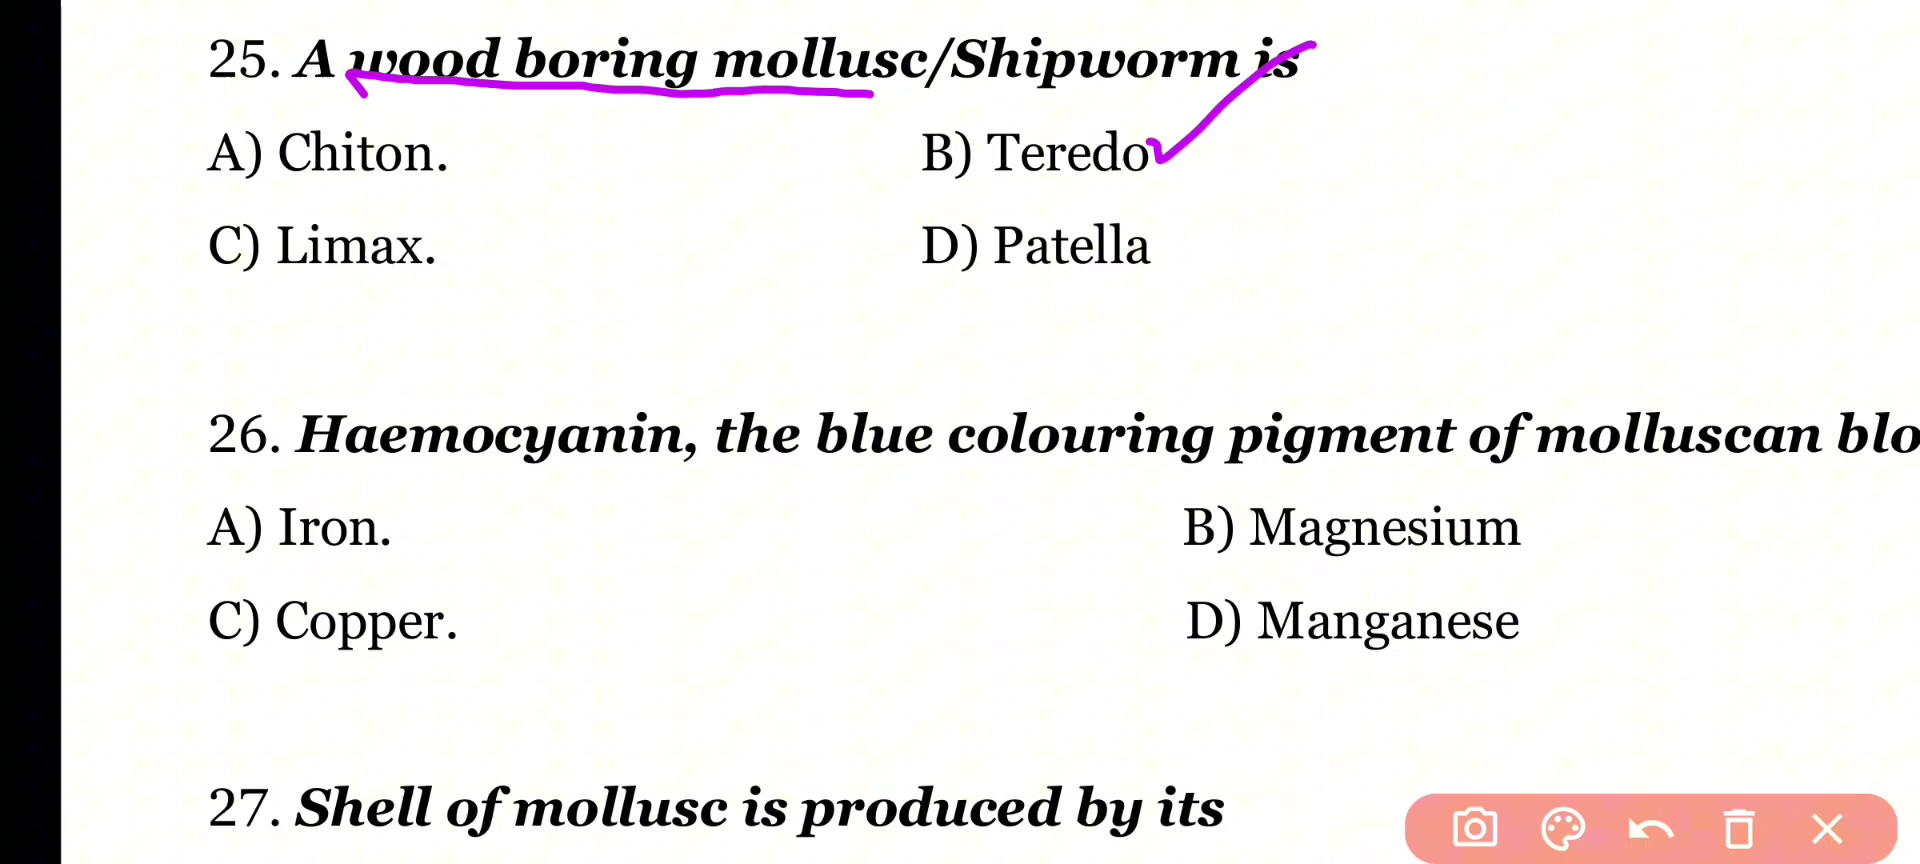 25. A wood boring mollusc/Shipworm is
A) Chiton. B) Teredo
C) Limax. D) Patella
26. Haemocyanin, the blue colouring pigment of molluscan blo
A) Iron. B) Magnesium
C) Copper. D) Manganese
27. Shell of mollusc is produced by its